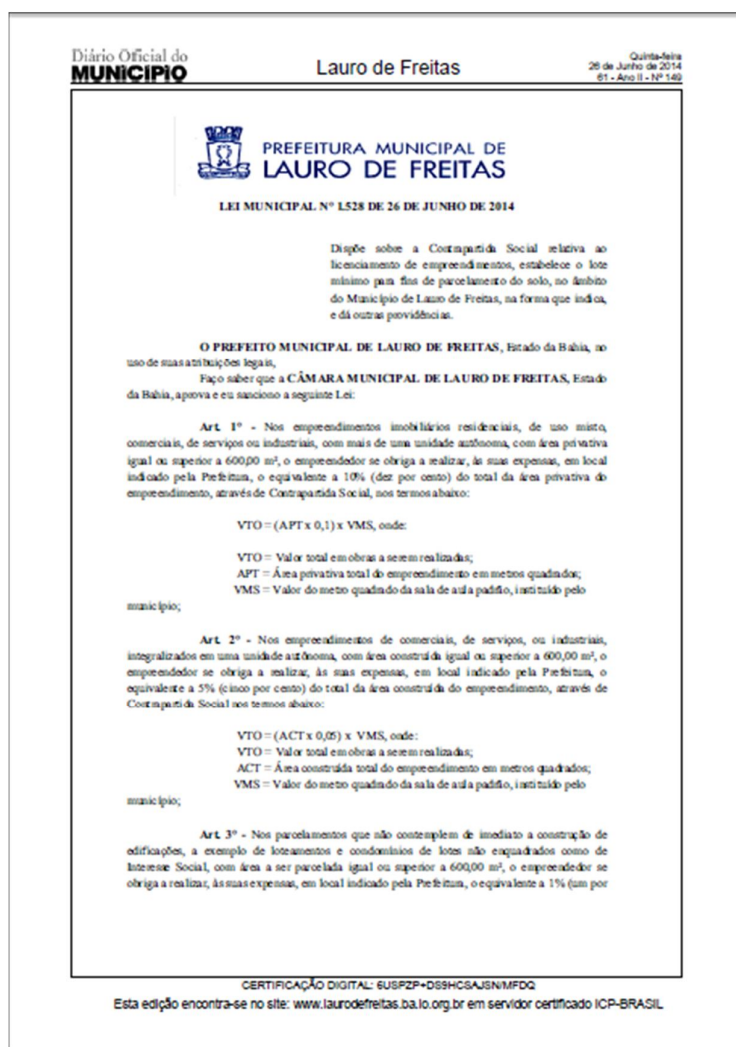 Diário Oficial do
MUNICÍPIO
Lauro de Freitas
Quinta-feira
26 de Junho de 2014
61 - Ano II - Nº 149
PREFEITURA MUNICIPAL DE
LAURO DE FREITAS
LEI MUNICIPAL Nº 1.528 DE 26 DE JUNHO DE 2014
Dispõe sobre a Contrapartida Social relativa ao
licenciamento de empreendimentos, estabelece o lote
mínimo para fins de parcelamento do solo, no âmbito
do Município de Lauro de Freitas, na forma que indica,
e dá outras providências.
O PREFEITO MUNICIPAL DE LAURO DE FREITAS, Estado da Bahia, no
uso de suas atribuições legais,
Faço saber que a CÂMARA MUNICIPAL DE LAURO DE FREITAS, Estado
da Bahia, aprova e eu sanciono a seguinte Lei:
Art. 1º - Nos empreendimentos imobiliários residenciais, de uso misto,
comerciais, de serviços ou industriais, com mais de uma unidade autônoma, com área privativa
igual ou superior a 600,00 m², o empreendedor se obriga a realizar, às suas expensas, em local
indicado pela Prefeitura, o equivalente a 10% (dez por cento) do total da área privativa do
empreendimento, através de Contrapartida Social, nos termos abaixo:
VTO = (APT x 0,1) x VMS, onde:
VTO = Valor total em obras a serem realizadas;
APT = Área privativa total do empreendimento em metros quadrados;
VMS = Valor do metro quadrado da sala de aula padrão, instituído pelo
município;
Art. 2º - Nos empreendimentos de comerciais, de serviços, ou industriais,
integralizados em uma unidade autônoma, com área construída igual ou superior a 600,00 m², o
empreendedor se obriga a realizar, às suas expensas, em local indicado pela Prefeitura, o
equivalente a 5% (cinco por cento) do total da área construída do empreendimento, através de
Contrapartida Social nos termos abaixo:
VTO = (ACT x 0,05) x VMS, onde:
VTO = Valor total em obras a serem realizadas;
ACT = Área construída total do empreendimento em metros quadrados;
VMS = Valor do metro quadrado da sala de aula padrão, instituído pelo
município;
Art. 3º - Nos parcelamentos que não contemplem de imediato a construção de
edificações, a exemplo de loteamentos e condomínios de lotes não enquadrados como de
Interesse Social, com área a ser parcelada igual ou superior a 600,00 m², o empreendedor se
obriga a realizar, às suas expensas, em local indicado pela Prefeitura, o equivalente a 1% (um por
CERTIFICAÇÃO DIGITAL: 6USPZP+DS9HCSAJSN/MFDQ
Esta edição encontra-se no site: www.laurodefreitas.ba.io.org.br em servidor certificado ICP-BRASIL